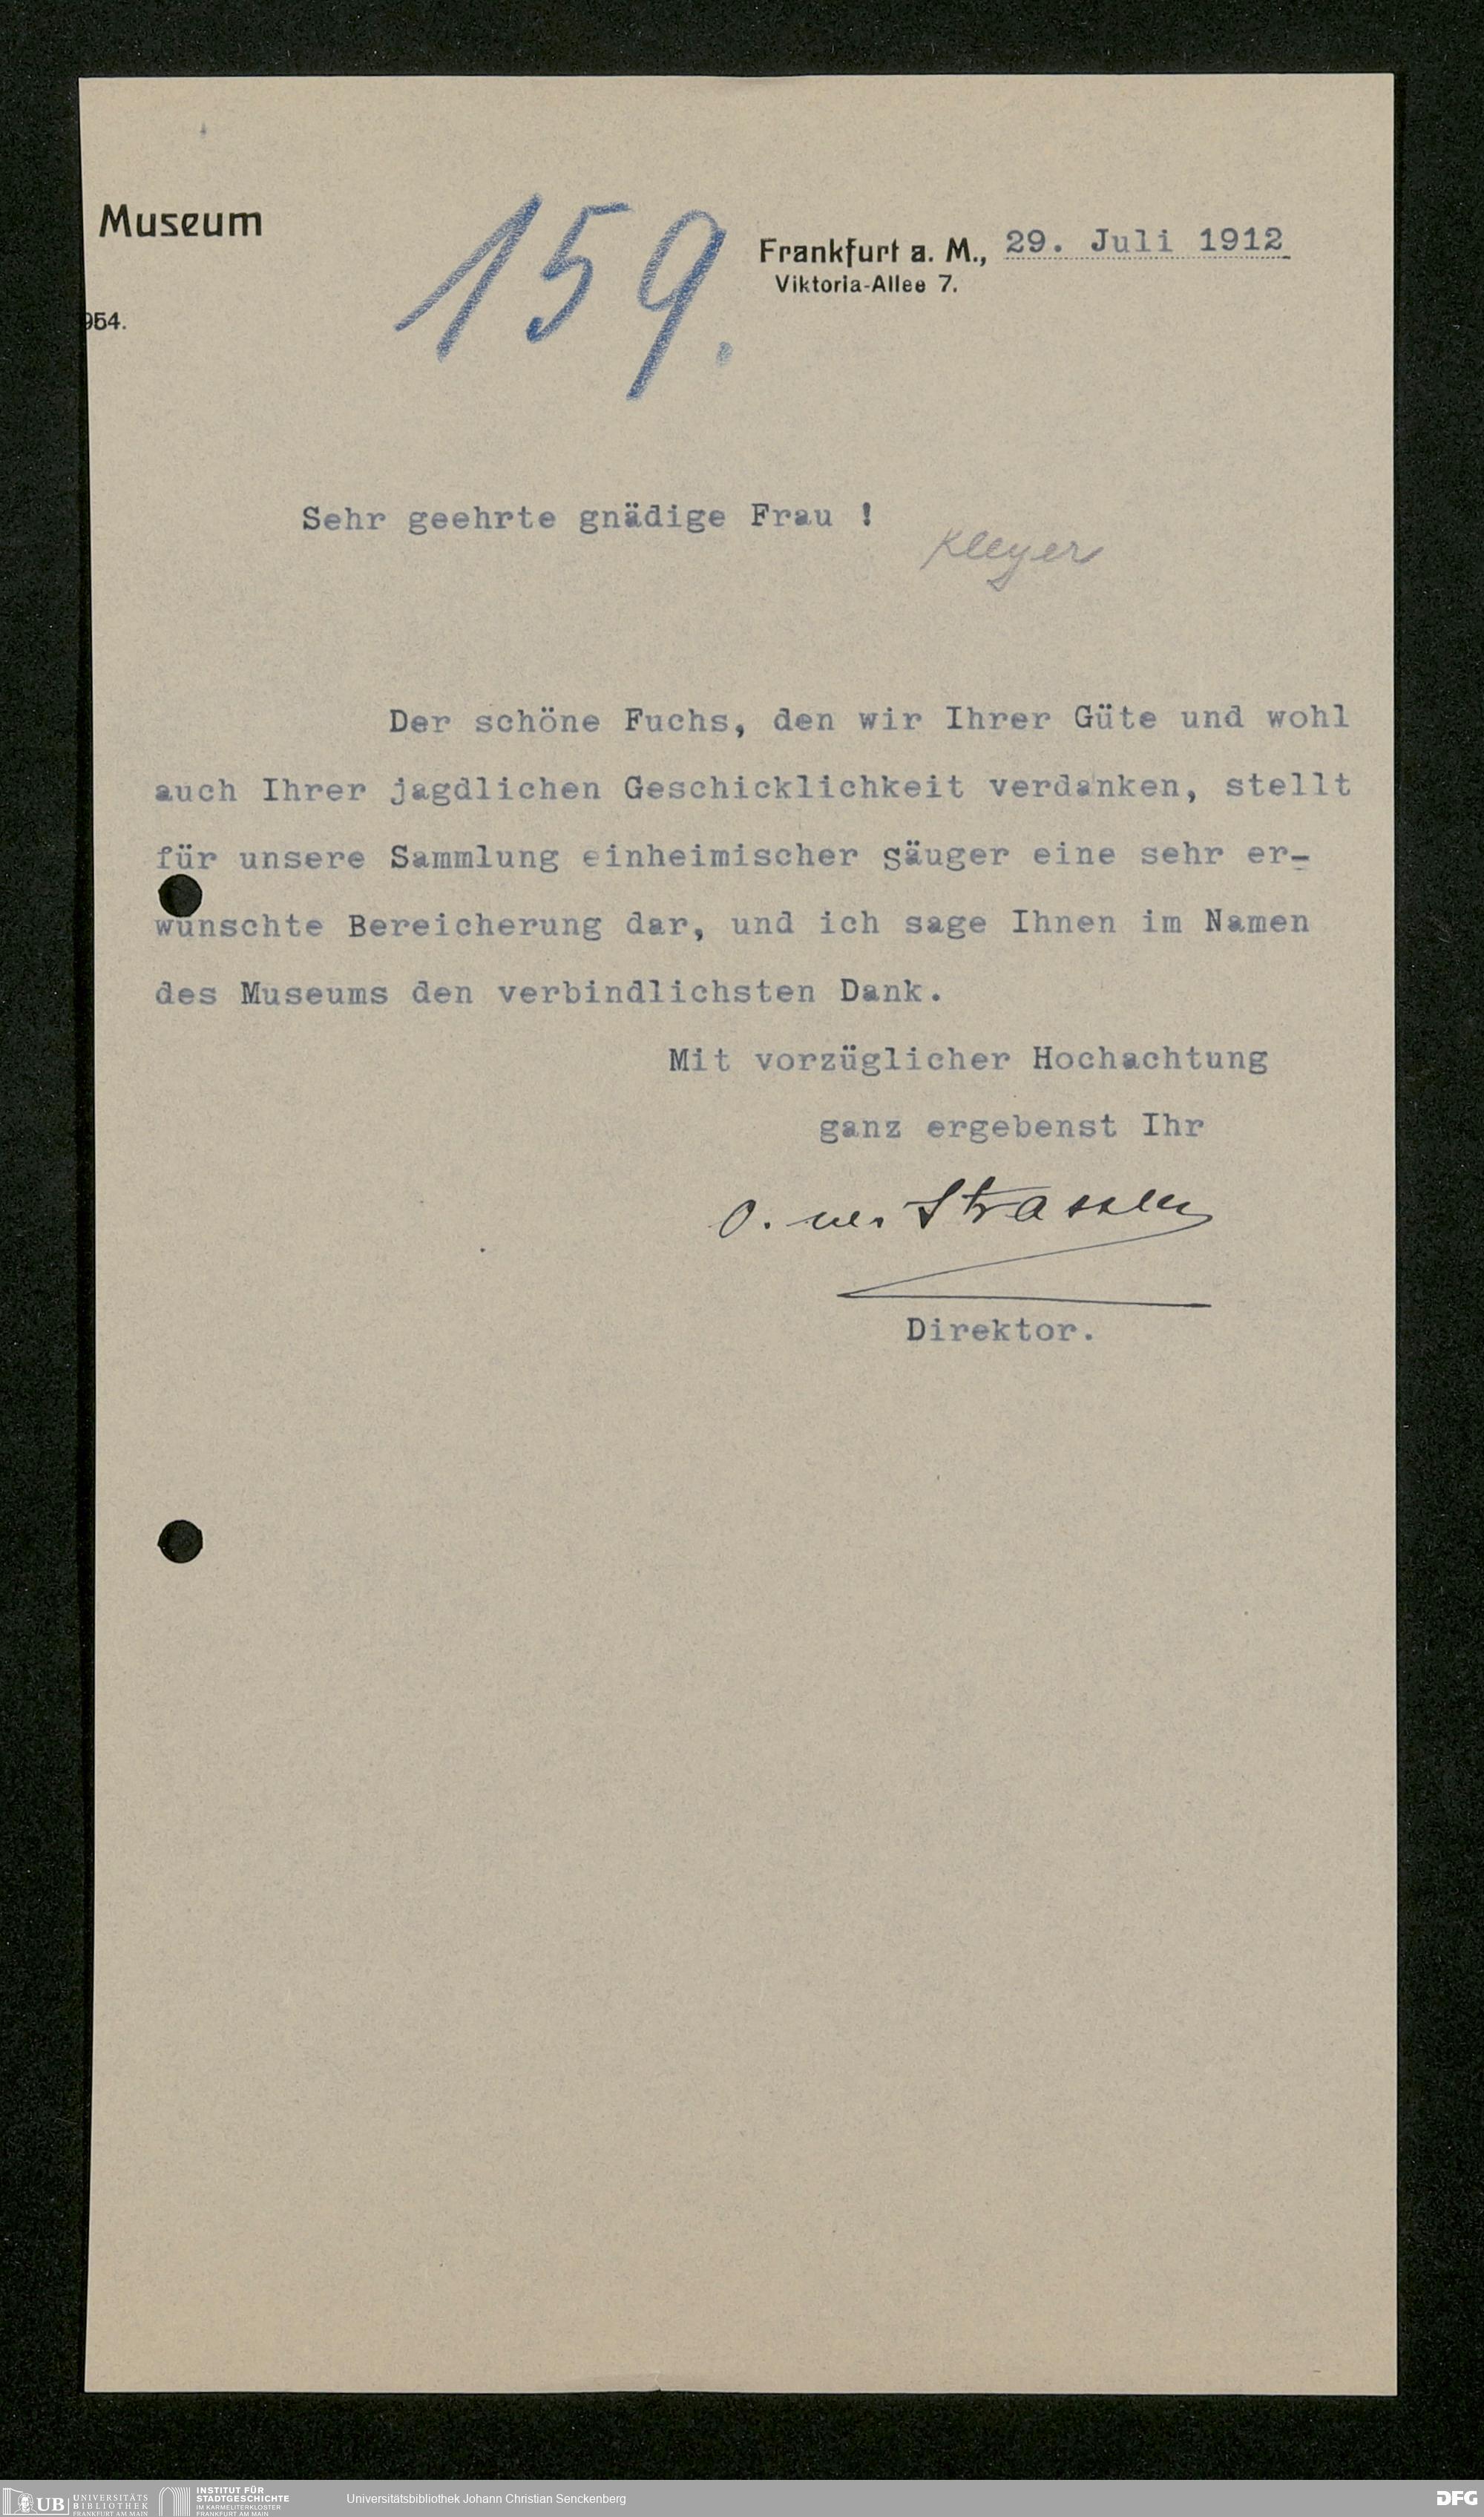 Museum
159.
Frankfurt a. M., 29. Juli 1912
Viktoria-Allee 7.
954.
Sehr geehrte gnädige Frau !
Kleyer
Der schöne Fuchs, den wir Ihrer Güte und wohl
auch Ihrer jagdlichen Geschicklichkeit verdanken, stellt
für unsere Sammlung einheimischer Säuger eine sehr er-
wünschte Bereicherung dar, und ich sage Ihnen im Namen
des Museums den verbindlichsten Dank.
Mit vorzüglicher Hochachtung
ganz ergebenst Ihr
O. zur Strassen
Direktor.
UB
UNIVERSITÄTS
BIBLIOTHEK
FRANKFURT AM MAIN
INSTITUT FÜR
STADTGESCHICHTE
IM KARMELITERKLOSTER
FRANKFURT AM MAIN
Universitätsbibliothek Johann Christian Senckenberg
DFG